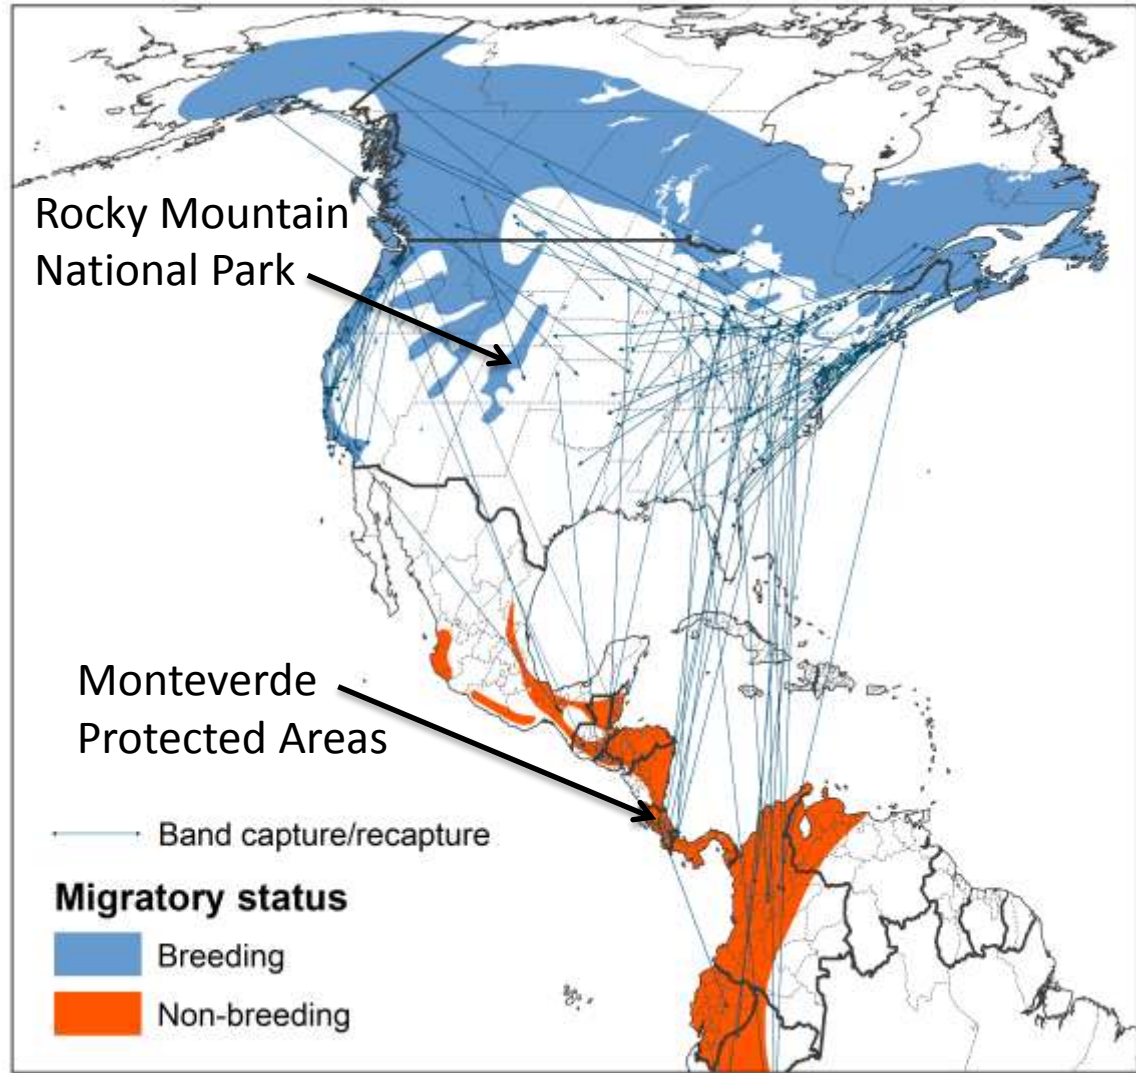 Rocky Mountain
National Park
Monteverde
Protected Areas
Band capture/recapture
Migratory status
Breeding
Non-breeding